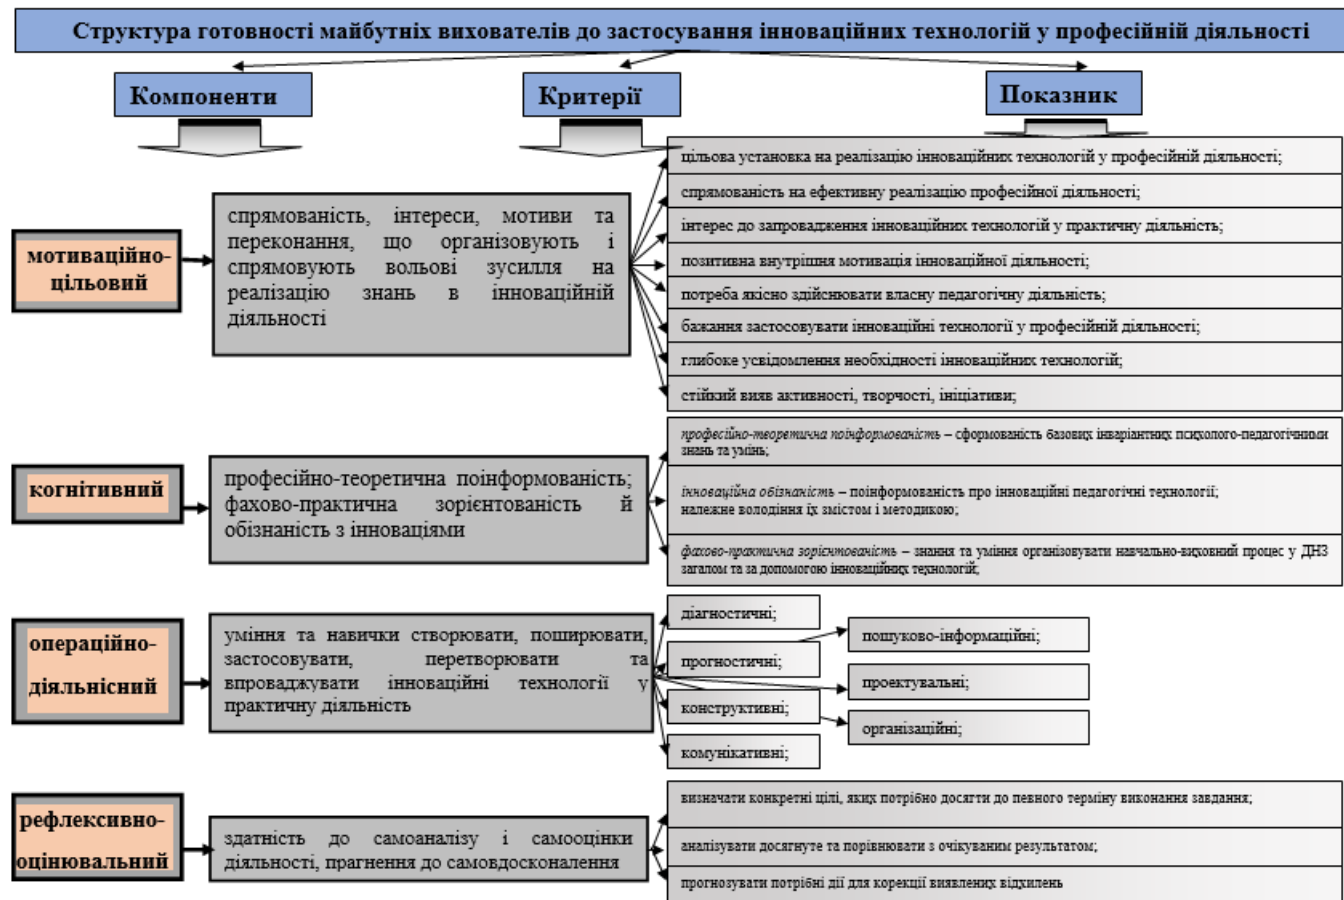 Структура готовності майбутніх вихователів до застосування інноваційних технологій у професійній діяльності
Компоненти
Критерії
Показник
мотиваційно-
цільовий
спрямованість, інтереси, мотиви та
переконання, що організовують і
спрямовують вольові зусилля на
реалізацію знань в інноваційній
діяльності
цільова установка на реалізацію інноваційних технологій у професійній діяльності;
спрямованість на ефективну реалізацію професійної діяльності;
інтерес до запровадження інноваційних технологій у практичну діяльність;
позитивна внутрішня мотивація інноваційної діяльності;
потреба якісно здійснювати власну педагогічну діяльність;
бажання застосовувати інноваційні технології у професійній діяльності;
глибоке усвідомлення необхідності інноваційних технологій;
стійкий вияв активності, творчості, ініціативи;
когнітивний
професійно-теоретична поінформованість;
фахово-практична зорієнтованість й
обізнаність з інноваціями
професійно-теоретична поінформованість – сформованість базових інваріантних психолого-педагогічними
знань та умінь;
інноваційна обізнаність – поінформованість про інноваційні педагогічні технології;
належне володіння їх змістом і методикою;
фахово-практична зорієнтованість – знання та уміння організовувати навчально-виховний процес у ДНЗ
загалом та за допомогою інноваційних технологій;
операційно-
діяльнісний
уміння та навички створювати, поширювати,
застосовувати, перетворювати та
впроваджувати інноваційні технології у
практичну діяльність
діагностичні;
прогностичні;
конструктивні;
комунікативні;
пошуково-інформаційні;
проектувальні;
організаційні;
рефлексивно-
оцінювальний
здатність до самоаналізу і самооцінки
діяльності, прагнення до самовдосконалення
визначати конкретні цілі, яких потрібно досягти до певного терміну виконання завдання;
аналізувати досягнуте та порівнювати з очікуваним результатом;
прогнозувати потрібні дії для корекції виявлених відхилень